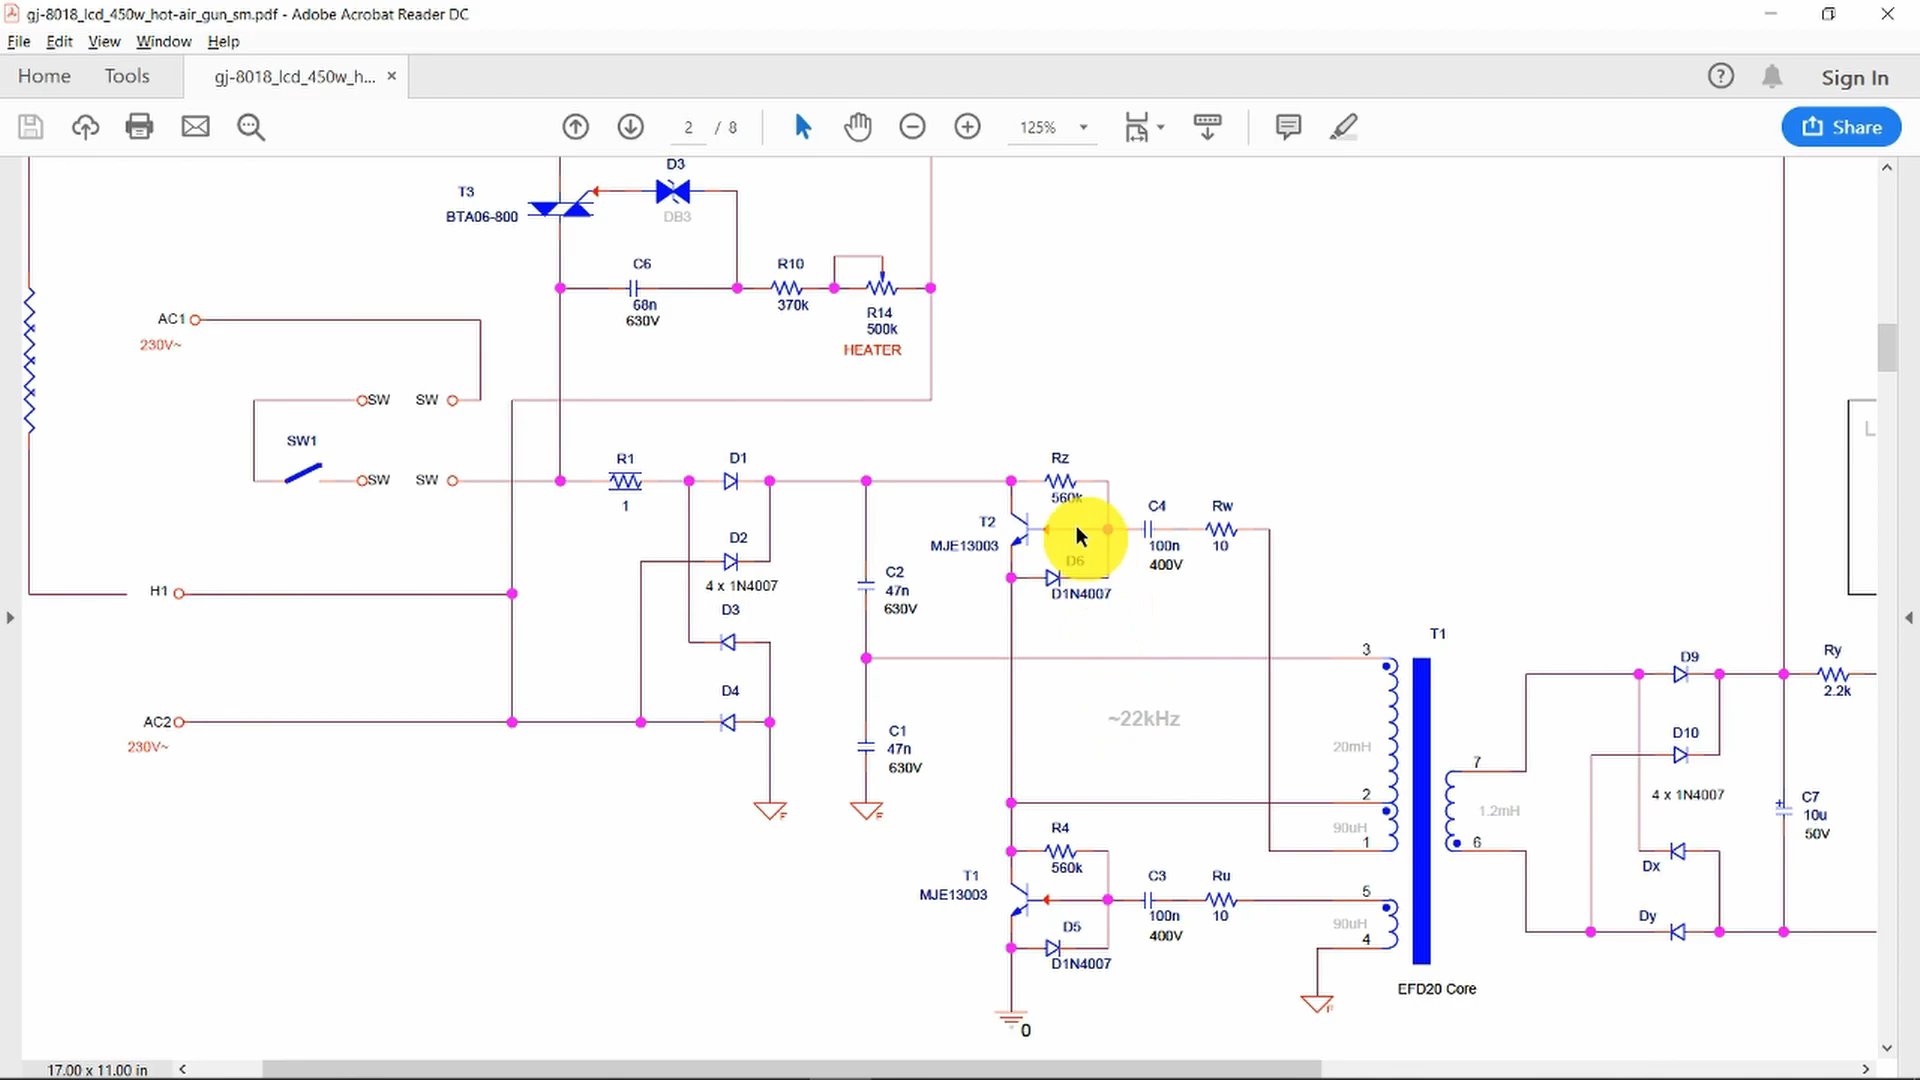 gj-8018_lcd_450w_hot-air_gun_sm.pdf - Adobe Acrobat Reader DC
File Edit View Window Help
Home Tools gj-8018_lcd_450w_h... × Sign In
2 / 8 125% Share
D3
T3
BTA06-800
DB3
C6
68n
630V
R10
370k
R14
500k
HEATER
AC1
230V~
SW SW
SW1
SW SW
R1
1
D1
D2
4 x 1N4007
D3
D4
H1
AC2
230V~
C2
47n
630V
C1
47n
630V
F
F
Rz
560k
T2
MJE13003
D6
D1N4007
C4
100n
400V
Rw
10
~22kHz
R4
560k
T1
MJE13003
D5
D1N4007
C3
100n
400V
Ru
10
0
T1
3
20mH
2
90uH
1
5
90uH
4
F
EFD20 Core
7
1.2mH
6
D9
D10
4 x 1N4007
Dx
Dy
Ry
2.2k
C7
10u
50V
L
17.00 x 11.00 in